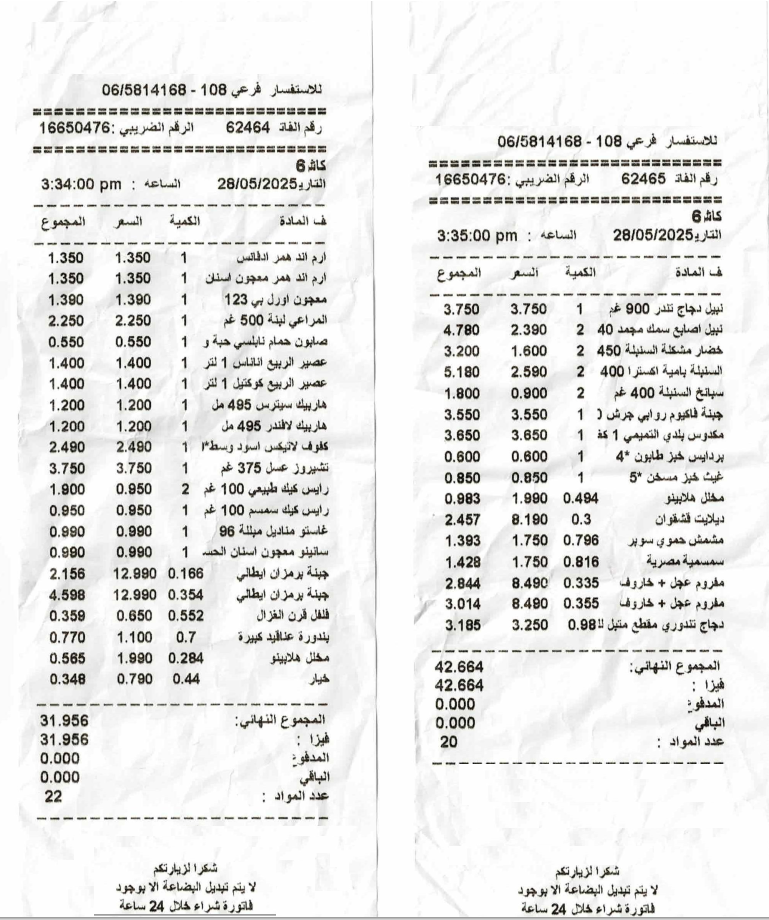 للاستفسار فرعي 108 - 06/5814168
رقم الفات 62464 الرقم الضريبي :16650476
كاش6
التاريـ28/05/2025 الساعه : 3:34:00 pm
ف المادة الكمية السعر المجموع
ارم اند همر ادفانس 1 1.350 1.350
ارم اند همر معجون اسنان 1 1.350 1.350
معجون اورل بي 123 1 1.390 1.390
المراعي لبنة 500 غم 1 2.250 2.250
صابون حمام نابلسي حبة و 1 0.550 0.550
عصير الربيع اناناس 1 لتر 1 1.400 1.400
عصير الربيع كوكتيل 1 لتر 1 1.400 1.400
هاربيك سيترس 495 مل 1 1.200 1.200
هاربيك لافندر 495 مل 1 1.200 1.200
كفوف لاتيكس اسود وسط*ا 1 2.490 2.490
تشيروز عسل 375 غم 1 3.750 3.750
رايس كيك طبيعي 100 غم 2 0.950 1.900
رايس كيك سمسم 100 غم 1 0.950 0.950
غاستو مناديل مبللة 96 1 0.990 0.990
سانينو معجون اسنان الحس 1 0.990 0.990
جبنة برمزان ايطالي 0.166 12.990 2.156
جبنة برمزان ايطالي 0.354 12.990 4.598
فلفل قرن الغزال 0.552 0.650 0.359
بندورة عناقيد كبيرة 0.7 1.100 0.770
مخلل هلابينو 0.284 1.990 0.565
خيار 0.44 0.790 0.348
المجموع النهائي: 31.956
فيزا : 31.956
المدفوع 0.000
الباقي 0.000
عدد المواد : 22
شكرا لزيارتكم
لا يتم تبديل البضاعة الا بوجود
فاتورة شراء خلال 24 ساعة
للاستفسار فرعي 108 - 06/5814168
رقم الفات 62465 الرقم الضريبي :16650476
كاش6
التاريـ28/05/2025 الساعه : 3:35:00 pm
ف المادة الكمية السعر المجموع
نبيل دجاج تندر 900 غم 1 3.750 3.750
نبيل اصابع سمك مجمد 40 2 2.390 4.780
خضار مشكلة السنبلة 450 2 1.600 3.200
السنبلة بامية اكسترا 400 2 2.590 5.180
سبانخ السنبلة 400 غم 2 0.900 1.800
جبنة فاكيوم روابي جرش 0 1 3.550 3.550
مكدوس بلدي التميمي 1 كغ 1 3.650 3.650
بردايس خبز طابون *4 1 0.600 0.600
غيث خبز مسخن *5 1 0.850 0.850
مخلل هلابينو 0.494 1.990 0.983
ديلايت قشقوان 0.3 8.190 2.457
مشمش حموي سوبر 0.796 1.750 1.393
سمسمية مصرية 0.816 1.750 1.428
مفروم عجل + خاروف 0.335 8.490 2.844
مفروم عجل + خاروف 0.355 8.490 3.014
دجاج تندوري مقطع متبل لل 0.98 3.250 3.185
المجموع النهائي: 42.664
فيزا : 42.664
المدفوع 0.000
الباقي 0.000
عدد المواد : 20
شكرا لزيارتكم
لا يتم تبديل البضاعة الا بوجود
فاتورة شراء خلال 24 ساعة